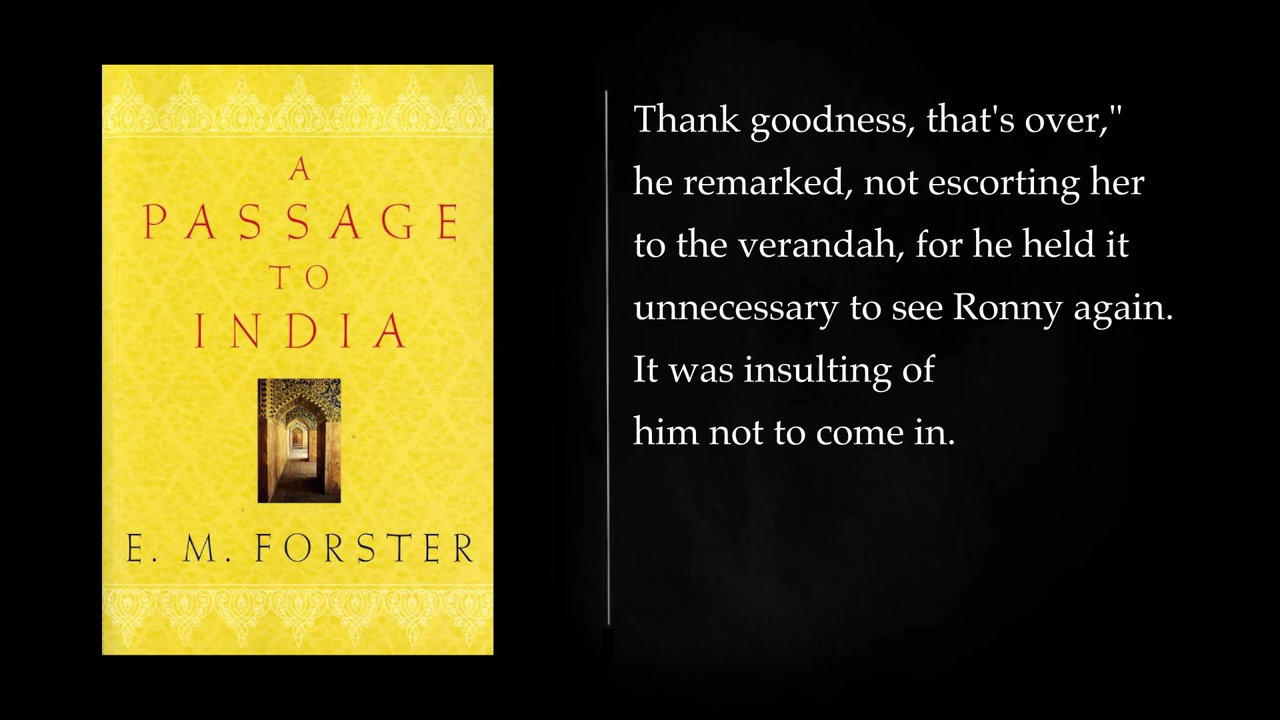 A
PASSAGE
TO
INDIA
E. M. FORSTER
Thank goodness, that's over,"
he remarked, not escorting her
to the verandah, for he held it
unnecessary to see Ronny again.
It was insulting of
him not to come in.